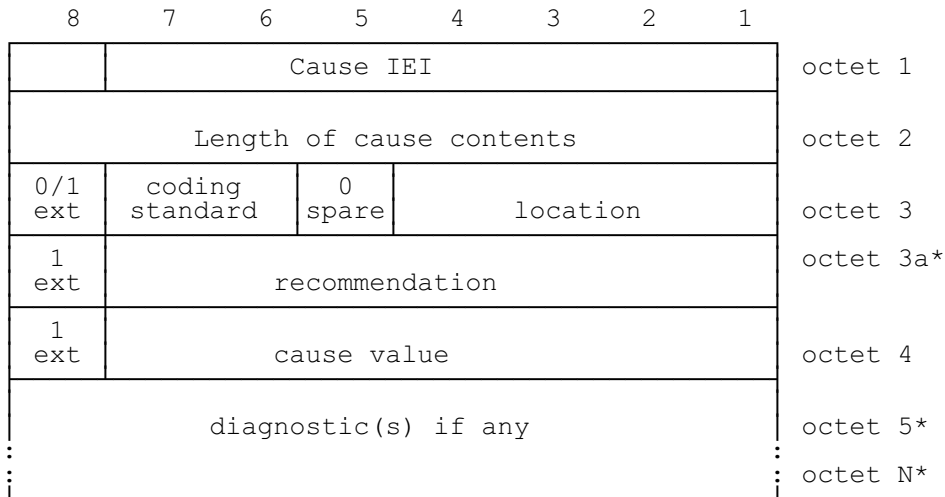 8 7 6 5 4 3 2 1
Cause IEI octet 1
Length of cause contents octet 2
0/1 coding 0
ext standard spare location octet 3
1 octet 3a*
ext recommendation
1
ext cause value octet 4
diagnostic(s) if any octet 5*
octet N*